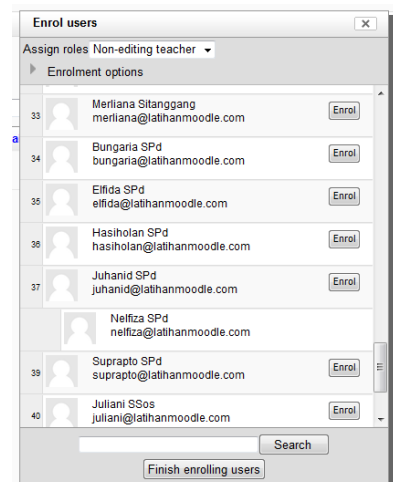 Enrol users
Assign roles Non-editing teacher
Enrolment options
33 Merliana Sitanggang Enrol
merliana@latihanmoodle.com
34 Bungaria SPd Enrol
bungaria@latihanmoodle.com
35 Elfida SPd Enrol
elfida@latihanmoodle.com
36 Hasiholan SPd Enrol
hasiholan@latihanmoodle.com
37 Juhanid SPd Enrol
juhanid@latihanmoodle.com
Nelfiza SPd
nelfiza@latihanmoodle.com
39 Suprapto SPd Enrol
suprapto@latihanmoodle.com
40 Juliani SSos Enrol
juliani@latihanmoodle.com
Search
Finish enrolling users